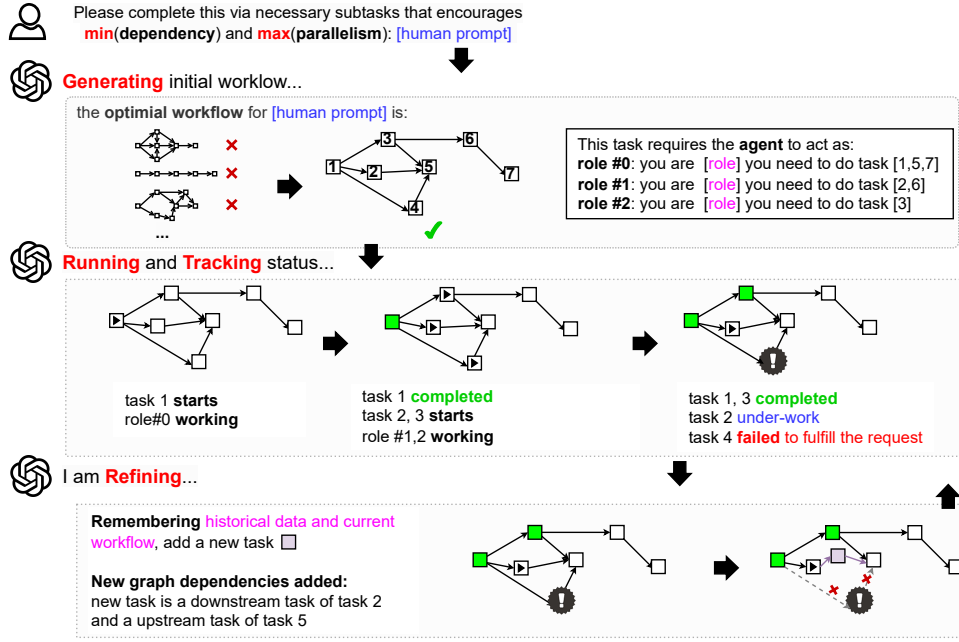 Please complete this via necessary subtasks that encourages
min(dependency) and max(parallelism): [human prompt]
Generating initial worklow...
the optimial workflow for [human prompt] is:
...
1
2
3
4
5
6
7
This task requires the agent to act as:
role #0: you are [role] you need to do task [1,5,7]
role #1: you are [role] you need to do task [2,6]
role #2: you are [role] you need to do task [3]
Running and Tracking status...
task 1 starts
role#0 working
task 1 completed
task 2, 3 starts
role #1,2 working
!
task 1, 3 completed
task 2 under-work
task 4 failed to fulfill the request
I am Refining...
Remembering historical data and current
workflow, add a new task
New graph dependencies added:
new task is a downstream task of task 2
and a upstream task of task 5
!
!